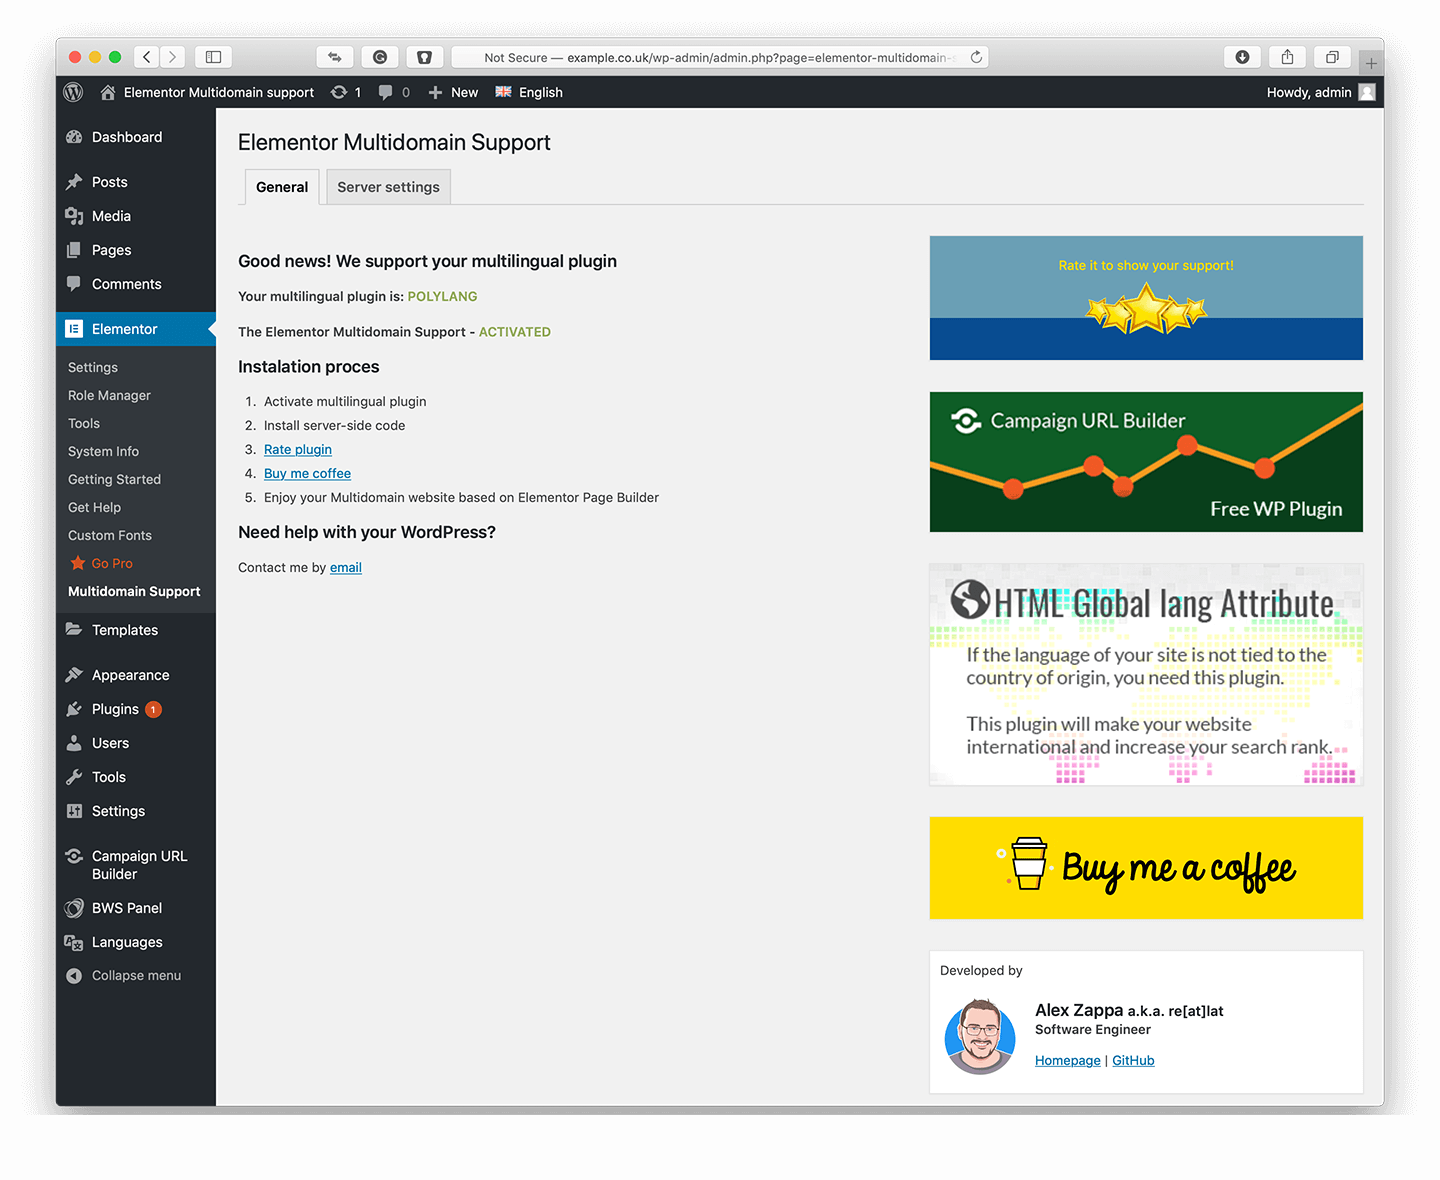 Not Secure — example.co.uk/wp-admin/admin.php?page=elementor-multidomain-
Elementor Multidomain support 1 0 New English Howdy, admin
Dashboard
Posts
Media
Pages
Comments
Elementor
Settings
Role Manager
Tools
System Info
Getting Started
Get Help
Custom Fonts
Go Pro
Multidomain Support
Templates
Appearance
Plugins 1
Users
Tools
Settings
Campaign URL
Builder
BWS Panel
Languages
Collapse menu
Elementor Multidomain Support
General Server settings
Good news! We support your multilingual plugin
Your multilingual plugin is: POLYLANG
The Elementor Multidomain Support - ACTIVATED
Instalation proces
1. Activate multilingual plugin
2. Install server-side code
3. Rate plugin
4. Buy me coffee
5. Enjoy your Multidomain website based on Elementor Page Builder
Need help with your WordPress?
Contact me by email
Rate it to show your support!
Campaign URL Builder
Free WP Plugin
HTML Global lang Attribute
If the language of your site is not tied to the
country of origin, you need this plugin.
This plugin will make your website
international and increase your search rank.
Buy me a coffee
Developed by
Alex Zappa a.k.a. re[at]lat
Software Engineer
Homepage | GitHub